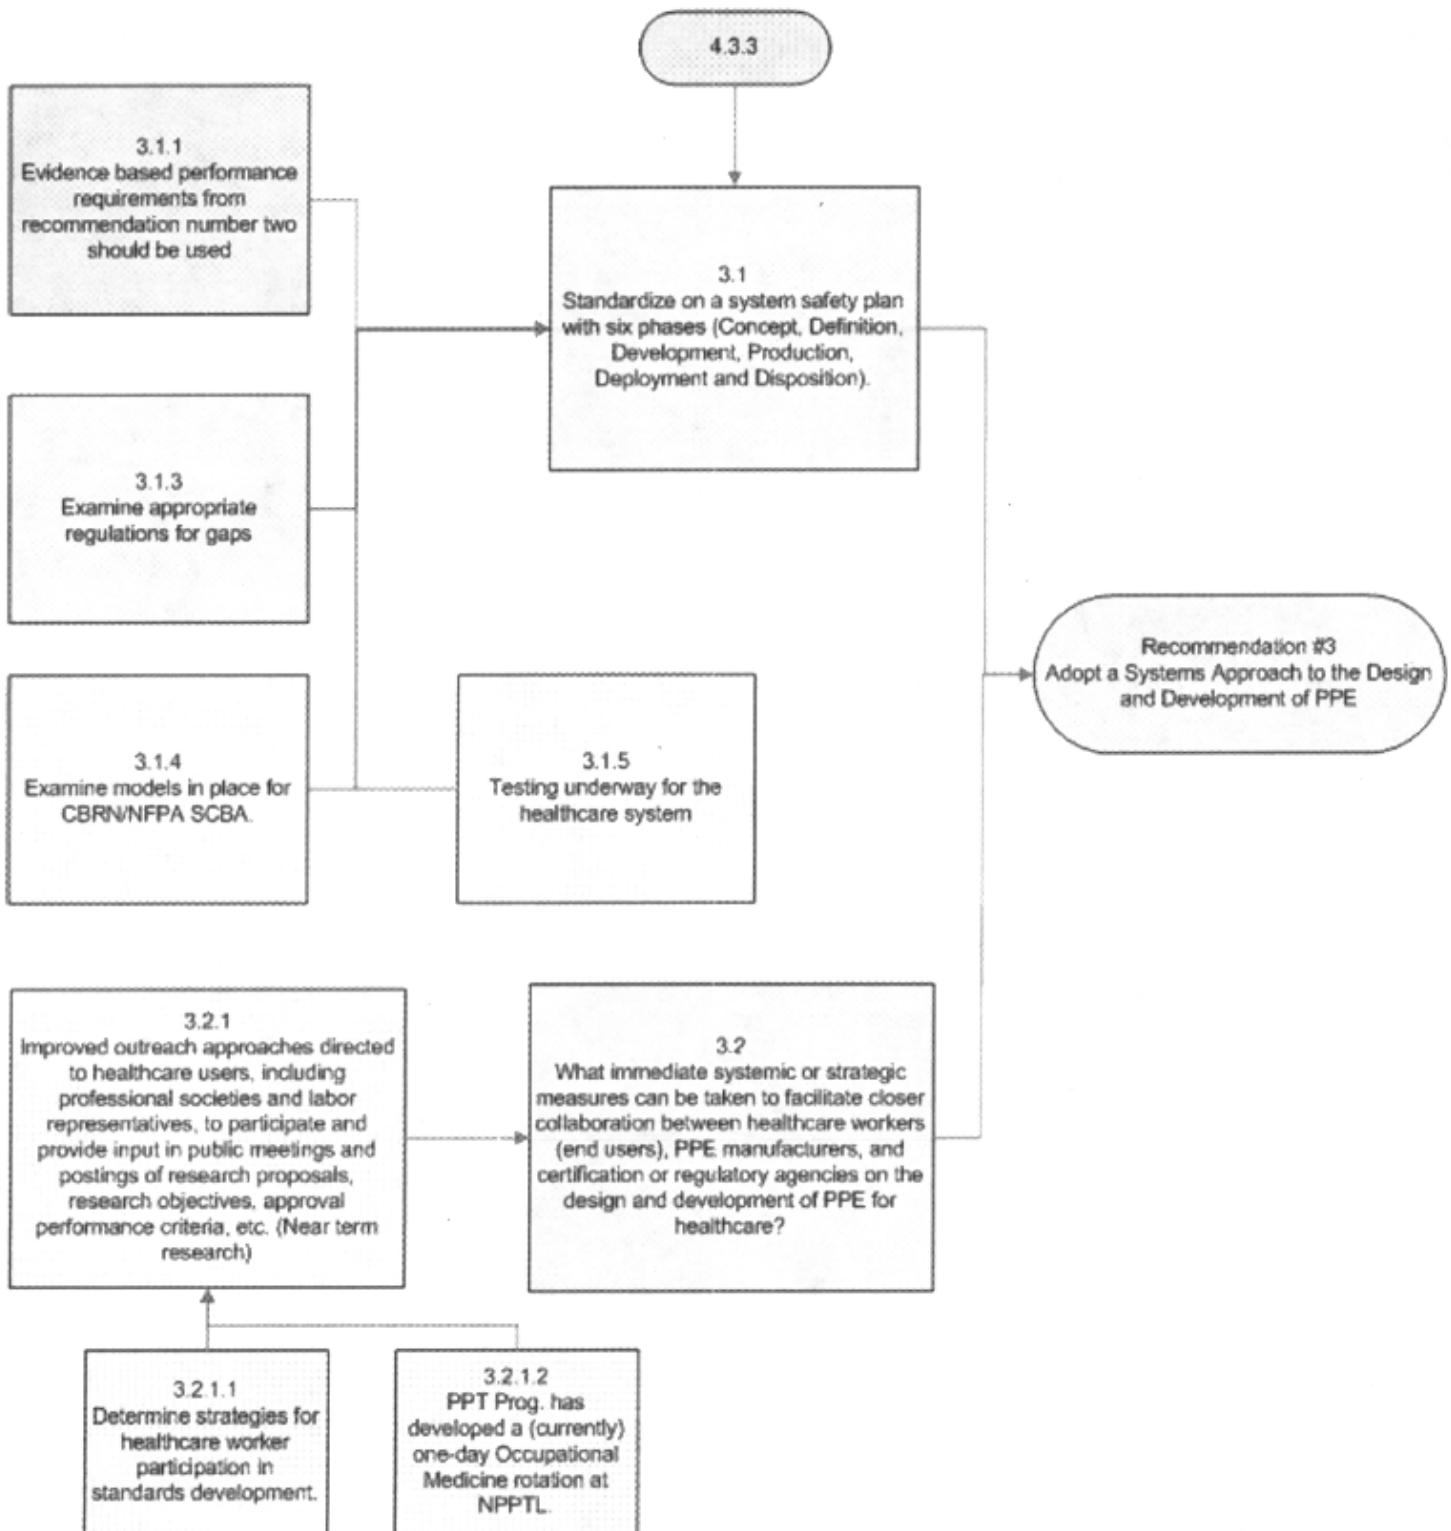 4.3.3
3.1.1
Evidence based performance
requirements from
recommendation number two
should be used
3.1
Standardize on a system safety plan
with six phases (Concept, Definition,
Development, Production,
Deployment and Disposition).
3.1.3
Examine appropriate
regulations for gaps
Recommendation #3
Adopt a Systems Approach to the Design
and Development of PPE
3.1.4
Examine models in place for
CBRN/NFPA SCBA.
3.1.5
Testing underway for the
healthcare system
3.2.1
Improved outreach approaches directed
to healthcare users, including
professional societies and labor
representatives, to participate and
provide input in public meetings and
postings of research proposals,
research objectives, approval
performance criteria, etc. (Near term
research)
3.2
What immediate systemic or strategic
measures can be taken to facilitate closer
collaboration between healthcare workers
(end users), PPE manufacturers, and
certification or regulatory agencies on the
design and development of PPE for
healthcare?
3.2.1.1
Determine strategies for
healthcare worker
participation in
standards development.
3.2.1.2
PPT Prog. has
developed a (currently)
one-day Occupational
Medicine rotation at
NPPTL.